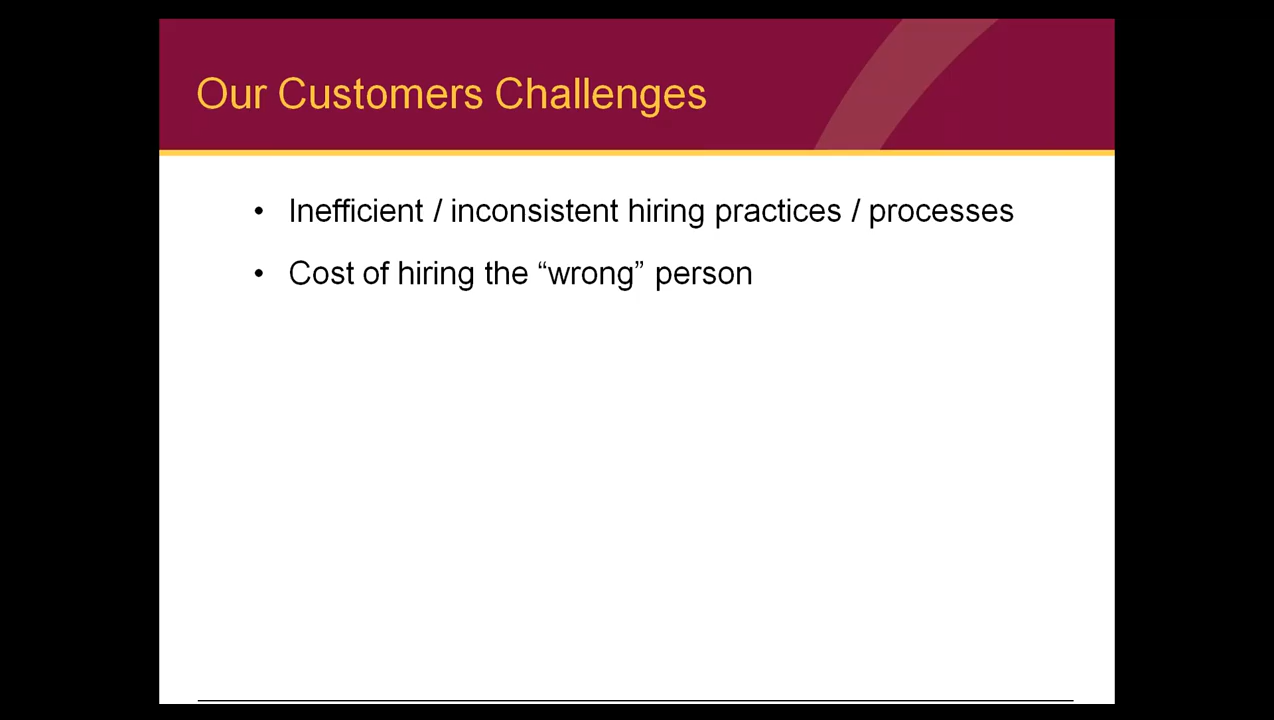 Our Customers Challenges
• Inefficient / inconsistent hiring practices / processes
• Cost of hiring the “wrong” person